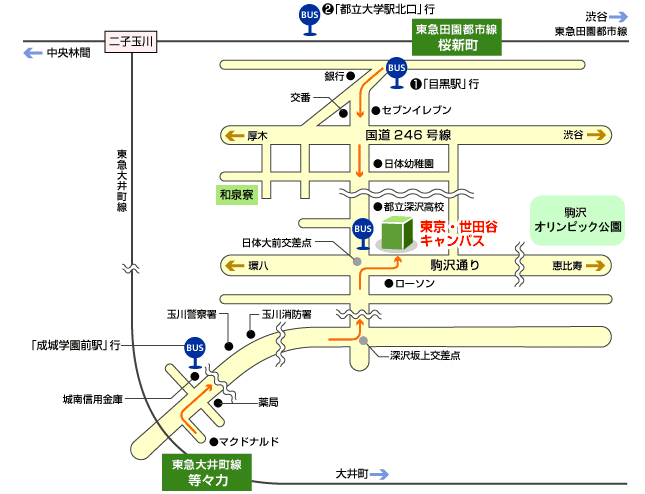 ❷「都立大学駅北口」行
BUS
渋谷
東急田園都市線
東急田園都市線
桜新町
二子玉川
中央林間
BUS
❶「目黒駅」行
銀行
交番
セブンイレブン
厚木
国道246号線
渋谷
東急大井町線
日体幼稚園
和泉寮
都立深沢高校
駒沢
オリンピック公園
BUS
東京・世田谷
キャンパス
日体大前交差点
環八
駒沢通り
恵比寿
ローソン
玉川警察署
玉川消防署
「成城学園前駅」行
BUS
深沢坂上交差点
城南信用金庫
薬局
マクドナルド
東急大井町線
等々力
大井町